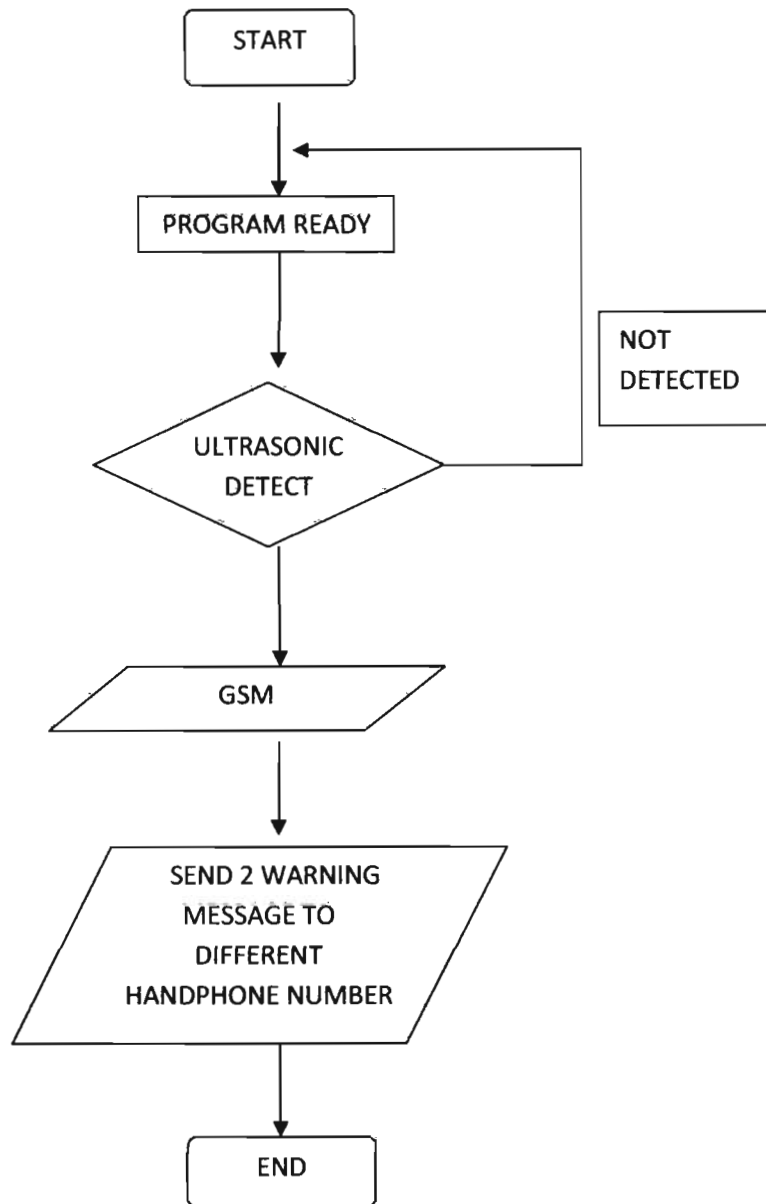 START
PROGRAM READY
NOT
DETECTED
ULTRASONIC
DETECT
GSM
SEND 2 WARNING
MESSAGE TO
DIFFERENT
HANDPHONE NUMBER
END